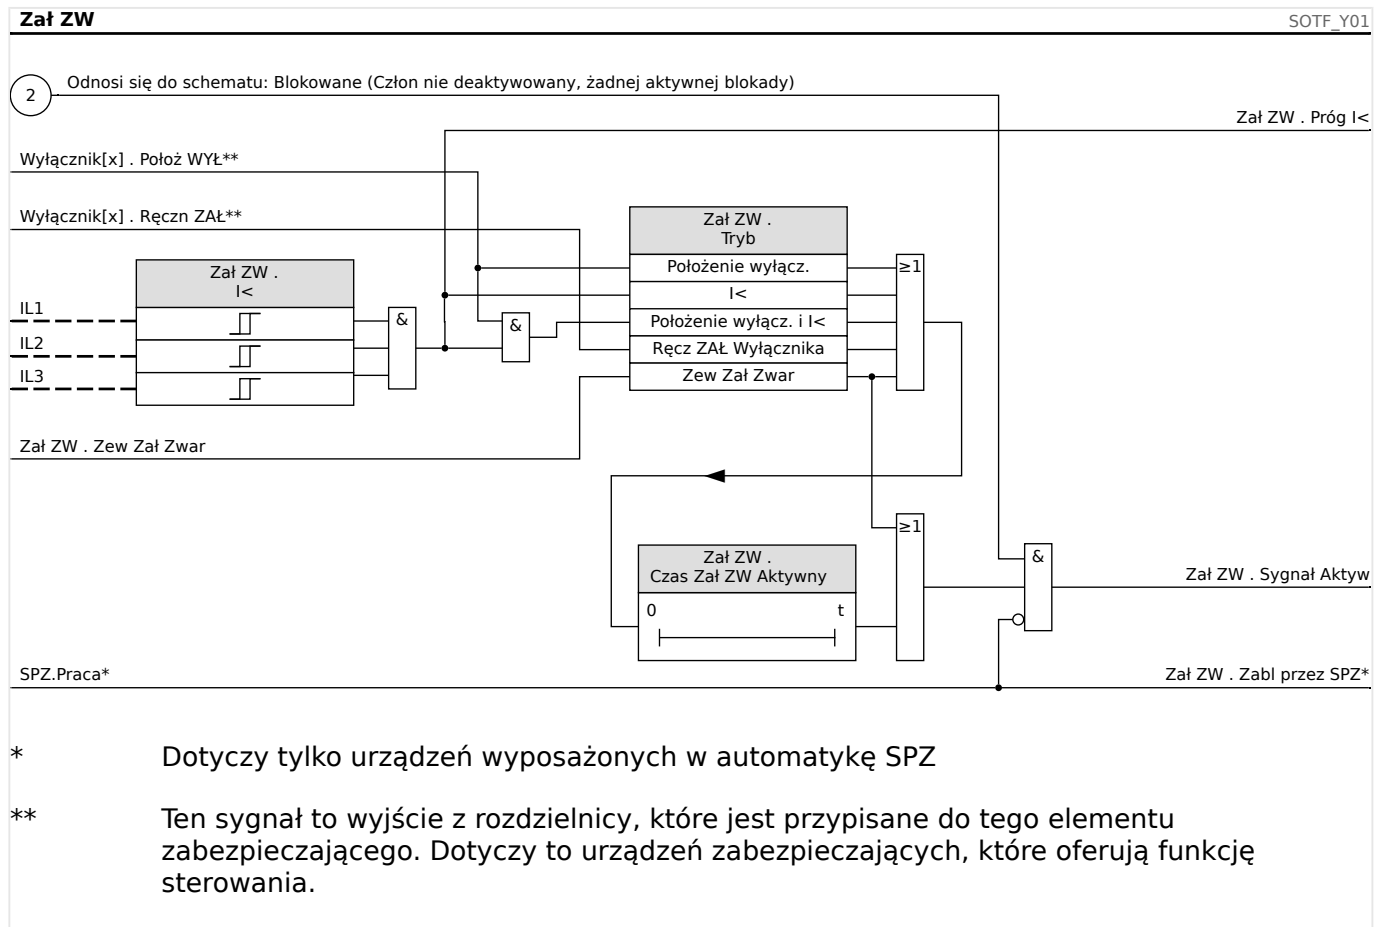 Zał ZW
SOTF_Y01
2
Odnosi się do schematu: Blokowane (Człon nie deaktywowany, żadnej aktywnej blokady)
Zał ZW . Próg I<
Wyłącznik[x] . Położ WYŁ**
Wyłącznik[x] . Ręczn ZAŁ**
Zał ZW .
Tryb
Położenie wyłącz.
I<
Położenie wyłącz. i I<
Ręcz ZAŁ Wyłącznika
Zew Zał Zwar
≥1
Zał ZW .
I<
IL1
IL2
IL3
&
&
Zał ZW . Zew Zał Zwar
≥1
Zał ZW .
Czas Zał ZW Aktywny
0
t
&
Zał ZW . Sygnał Aktyw
SPZ.Praca*
Zał ZW . Zabl przez SPZ*
* Dotyczy tylko urządzeń wyposażonych w automatykę SPZ
** Ten sygnał to wyjście z rozdzielnicy, które jest przypisane do tego elementu
zabezpieczającego. Dotyczy to urządzeń zabezpieczających, które oferują funkcję
sterowania.